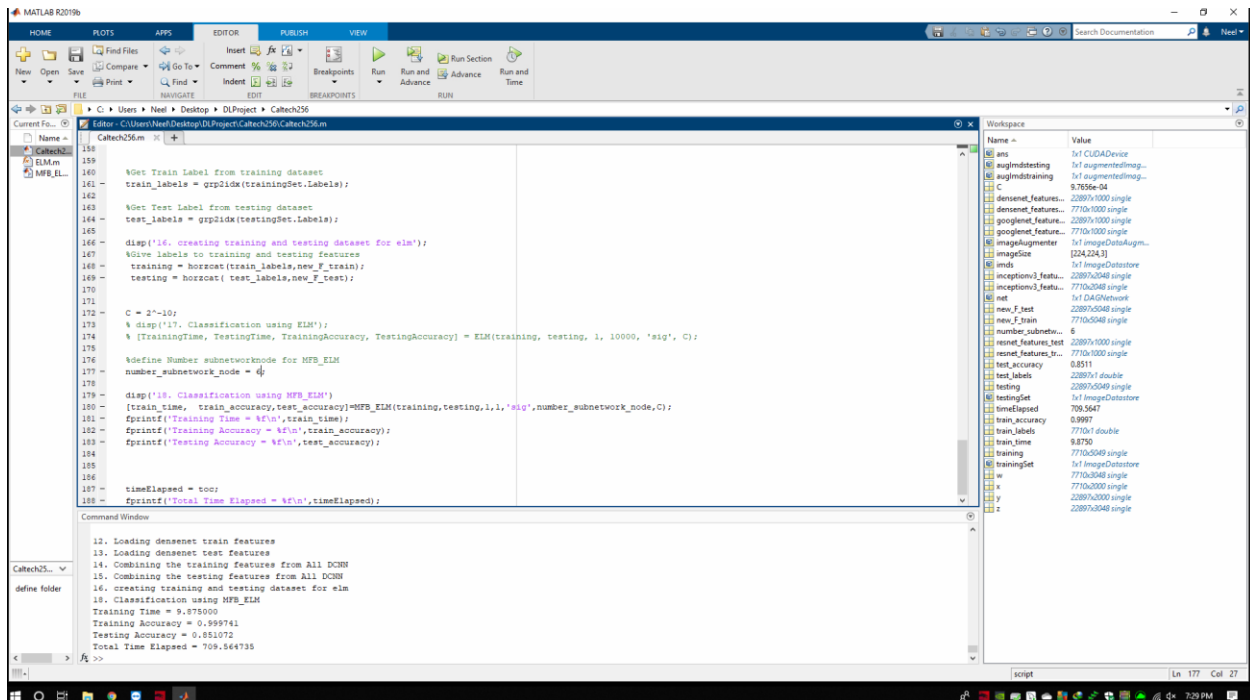 MATLAB R2019b
HOME PLOTS APPS EDITOR PUBLISH VIEW
Search Documentation
Neel
New Open Save
Find Files
Compare
Print
Go To
Find
Insert fx
Comment %
Indent
Breakpoints
Run
Run and Advance
Run Section
Advance
Run and Time
FILE NAVIGATE EDIT BREAKPOINTS RUN
C: Users Neel Desktop DLProject Caltech256
Current Fo...
Name
Caltech2...
ELM.m
MFB_EL...
Caltech25...
define folder
Editor - C:\Users\Neel\Desktop\DLProject\Caltech256\Caltech256.m
Caltech256.m × +
158
159
160 %Get Train Label from training dataset
161 – train_labels = grp2idx(trainingSet.Labels);
162
163 %Get Test Label from testing dataset
164 – test_labels = grp2idx(testingSet.Labels);
165
166 – disp('16. creating training and testing dataset for elm');
167 %Give labels to training and testing features
168 – training = horzcat(train_labels,new_F_train);
169 – testing = horzcat( test_labels,new_F_test);
170
171
172 – C = 2^-10;
173 % disp('17. Classification using ELM');
174 % [TrainingTime, TestingTime, TrainingAccuracy, TestingAccuracy] = ELM(training, testing, 1, 10000, 'sig', C);
175
176 %define Number subnetworknode for MFB_ELM
177 – number_subnetwork_node = 6;
178
179 – disp('18. Classification using MFB_ELM')
180 – [train_time, train_accuracy,test_accuracy]=MFB_ELM(training,testing,1,1,'sig',number_subnetwork_node,C);
181 – fprintf('Training Time = %f\n',train_time);
182 – fprintf('Training Accuracy = %f\n',train_accuracy);
183 – fprintf('Testing Accuracy = %f\n',test_accuracy);
184
185
186
187 – timeElapsed = toc;
188 – fprintf('Total Time Elapsed = %f\n',timeElapsed);
Command Window
12. Loading densenet train features
13. Loading densenet test features
14. Combining the training features from All DCNN
15. Combining the testing features from All DCNN
16. creating training and testing dataset for elm
18. Classification using MFB_ELM
Training Time = 9.875000
Training Accuracy = 0.999741
Testing Accuracy = 0.851072
Total Time Elapsed = 709.564735
fx >>
Workspace
Name Value
ans 1x1 CUDADevice
augImdstesting 1x1 augmentedImag...
augImdstraining 1x1 augmentedImag...
C 9.7656e-04
densenet_features... 22897x1000 single
densenet_features... 7710x1000 single
googlenet_feature... 22897x1000 single
googlenet_feature... 7710x1000 single
imageAugmenter 1x1 imageDataAugm...
imageSize [224,224,3]
imds 1x1 ImageDatastore
inceptionv3_featu... 22897x2048 single
inceptionv3_featu... 7710x2048 single
net 1x1 DAGNetwork
new_F_test 22897x5048 single
new_F_train 7710x5048 single
number_subnetw... 6
resnet_features_test 22897x1000 single
resnet_features_tr... 7710x1000 single
test_accuracy 0.8511
test_labels 22897x1 double
testing 22897x5049 single
testingSet 1x1 ImageDatastore
timeElapsed 709.5647
train_accuracy 0.9997
train_labels 7710x1 double
train_time 9.8750
training 7710x5049 single
trainingSet 1x1 ImageDatastore
w 7710x3048 single
x 7710x2000 single
y 22897x2000 single
z 22897x3048 single
script Ln 177 Col 27
7:29 PM